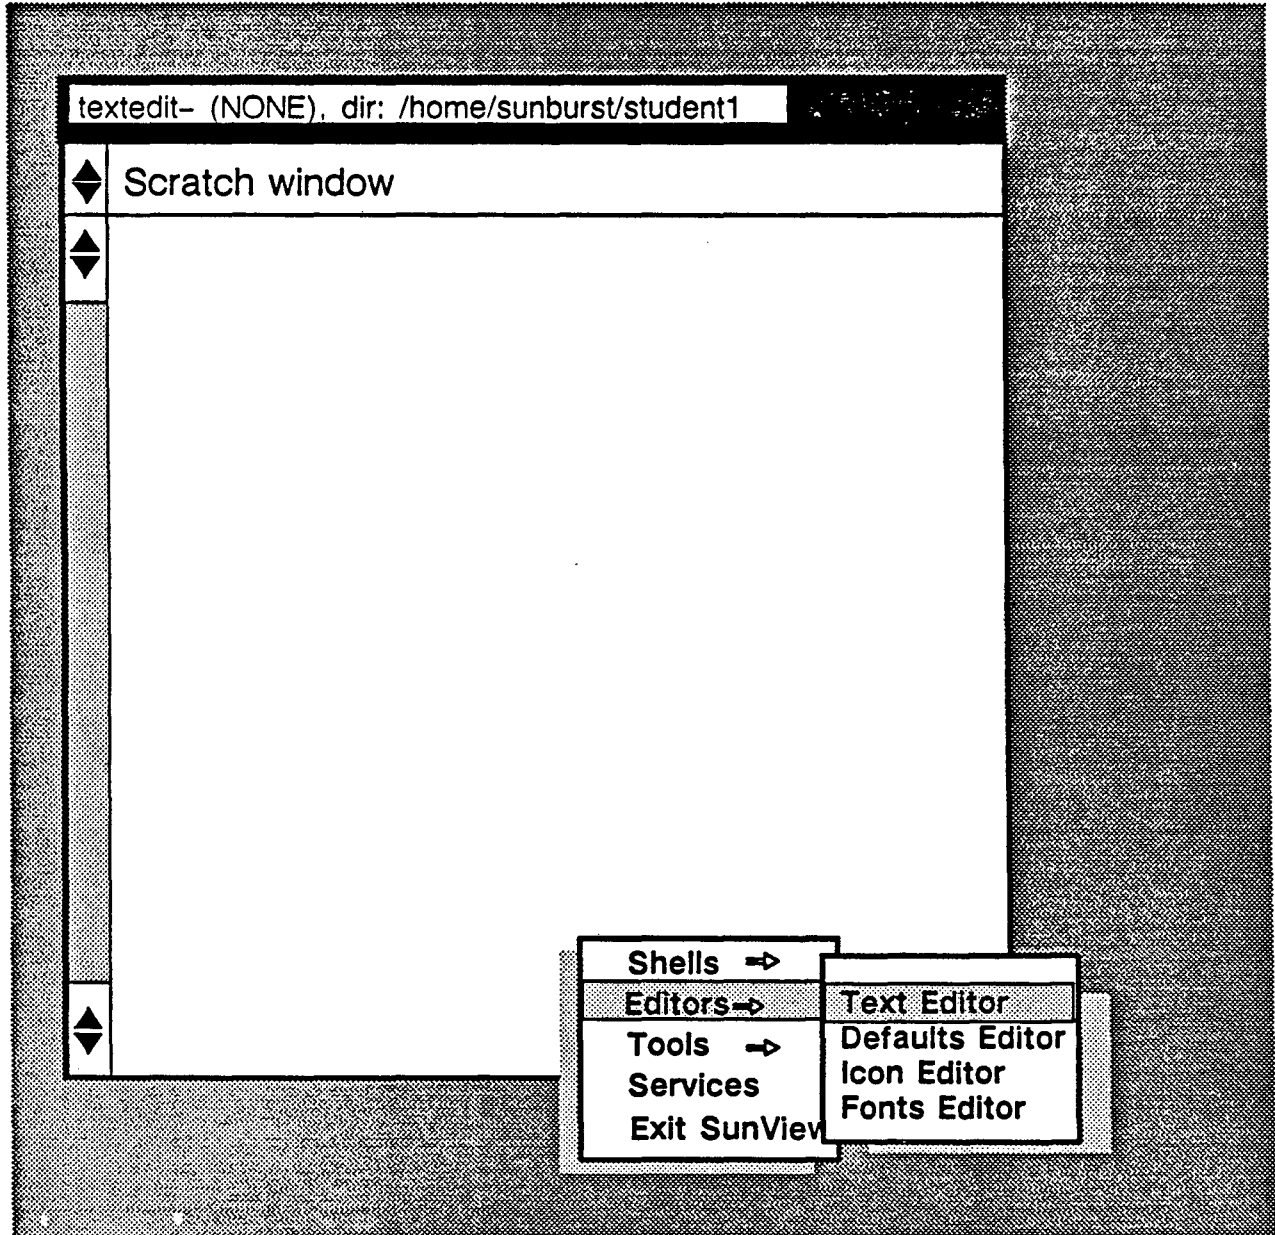 textedit– (NONE), dir: /home/sunburst/student1
Scratch window
Shells
Editors
Tools
Services
Exit SunView
Text Editor
Defaults Editor
Icon Editor
Fonts Editor